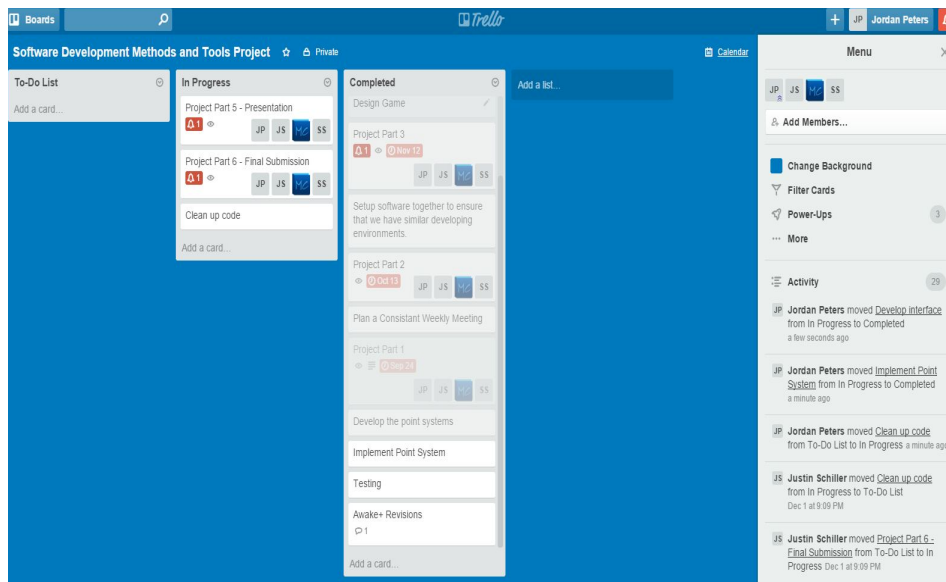 Boards
Trello
JP Jordan Peters
Software Development Methods and Tools Project Private
Calendar
To-Do List
Add a card...
In Progress
Project Part 5 - Presentation
1
JP JS SS
Project Part 6 - Final Submission
1
JP JS SS
Clean up code
Add a card...
Completed
Design Game
Project Part 3
1 Nov 12
JP JS SS
Setup software together to ensure
that we have similar developing
environments.
Project Part 2
Oct 13
JP JS SS
Plan a Consistant Weekly Meeting
Project Part 1
Sep 24
JP JS SS
Develop the point systems
Implement Point System
Testing
Awake+ Revisions
1
Add a card...
Add a list...
Menu
JP JS SS
Add Members...
Change Background
Filter Cards
Power-Ups 3
More
Activity 29
JP Jordan Peters moved Develop interface
from In Progress to Completed
a few seconds ago
JP Jordan Peters moved Implement Point
System from In Progress to Completed
a minute ago
JP Jordan Peters moved Clean up code
from To-Do List to In Progress a minute ago
JS Justin Schiller moved Clean up code
from In Progress to To-Do List
Dec 1 at 9:09 PM
JS Justin Schiller moved Project Part 6 -
Final Submission from To-Do List to In
Progress Dec 1 at 9:09 PM